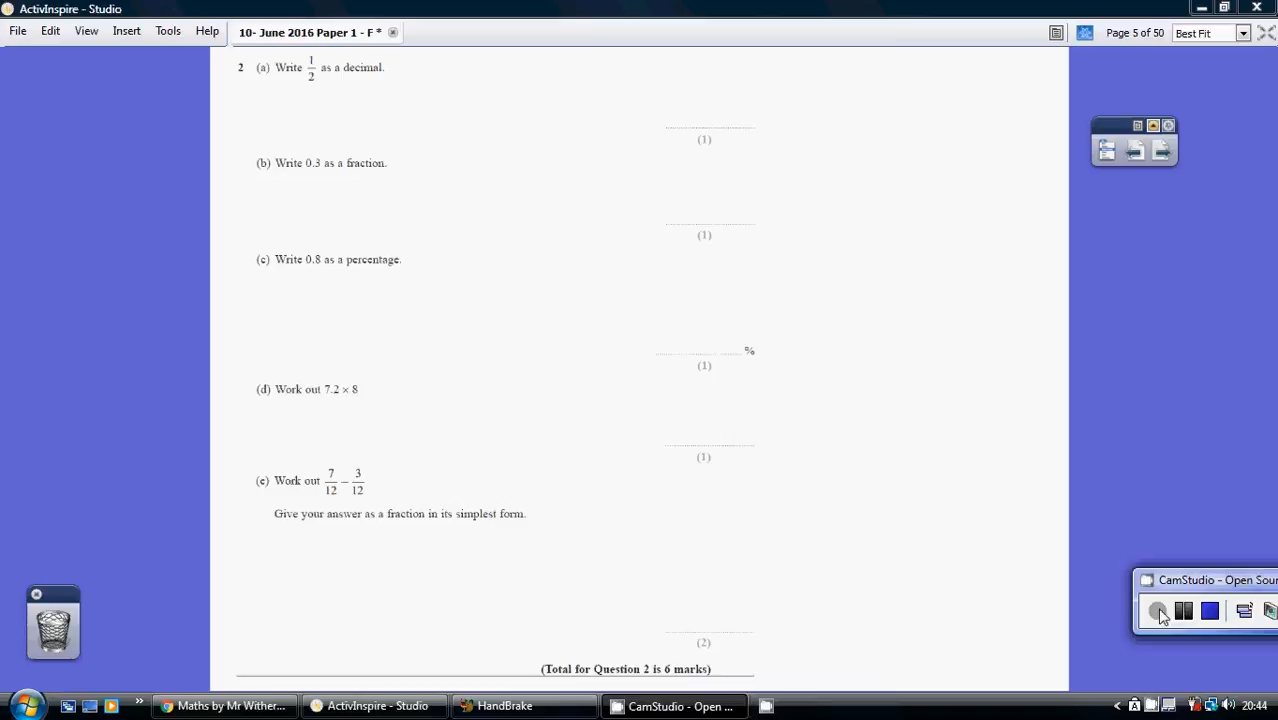 ActivInspire - Studio
File Edit View Insert Tools Help
10- June 2016 Paper 1 - F *
Page 5 of 50
Best Fit
2 (a) Write 1/2 as a decimal.
(1)
(b) Write 0.3 as a fraction.
(1)
(c) Write 0.8 as a percentage.
%
(1)
(d) Work out 7.2 × 8
(1)
(e) Work out 7/12 − 3/12
Give your answer as a fraction in its simplest form.
(2)
(Total for Question 2 is 6 marks)
CamStudio - Open Sour
Maths by Mr Wither...
ActivInspire - Studio
HandBrake
CamStudio - Open ...
A
20:44